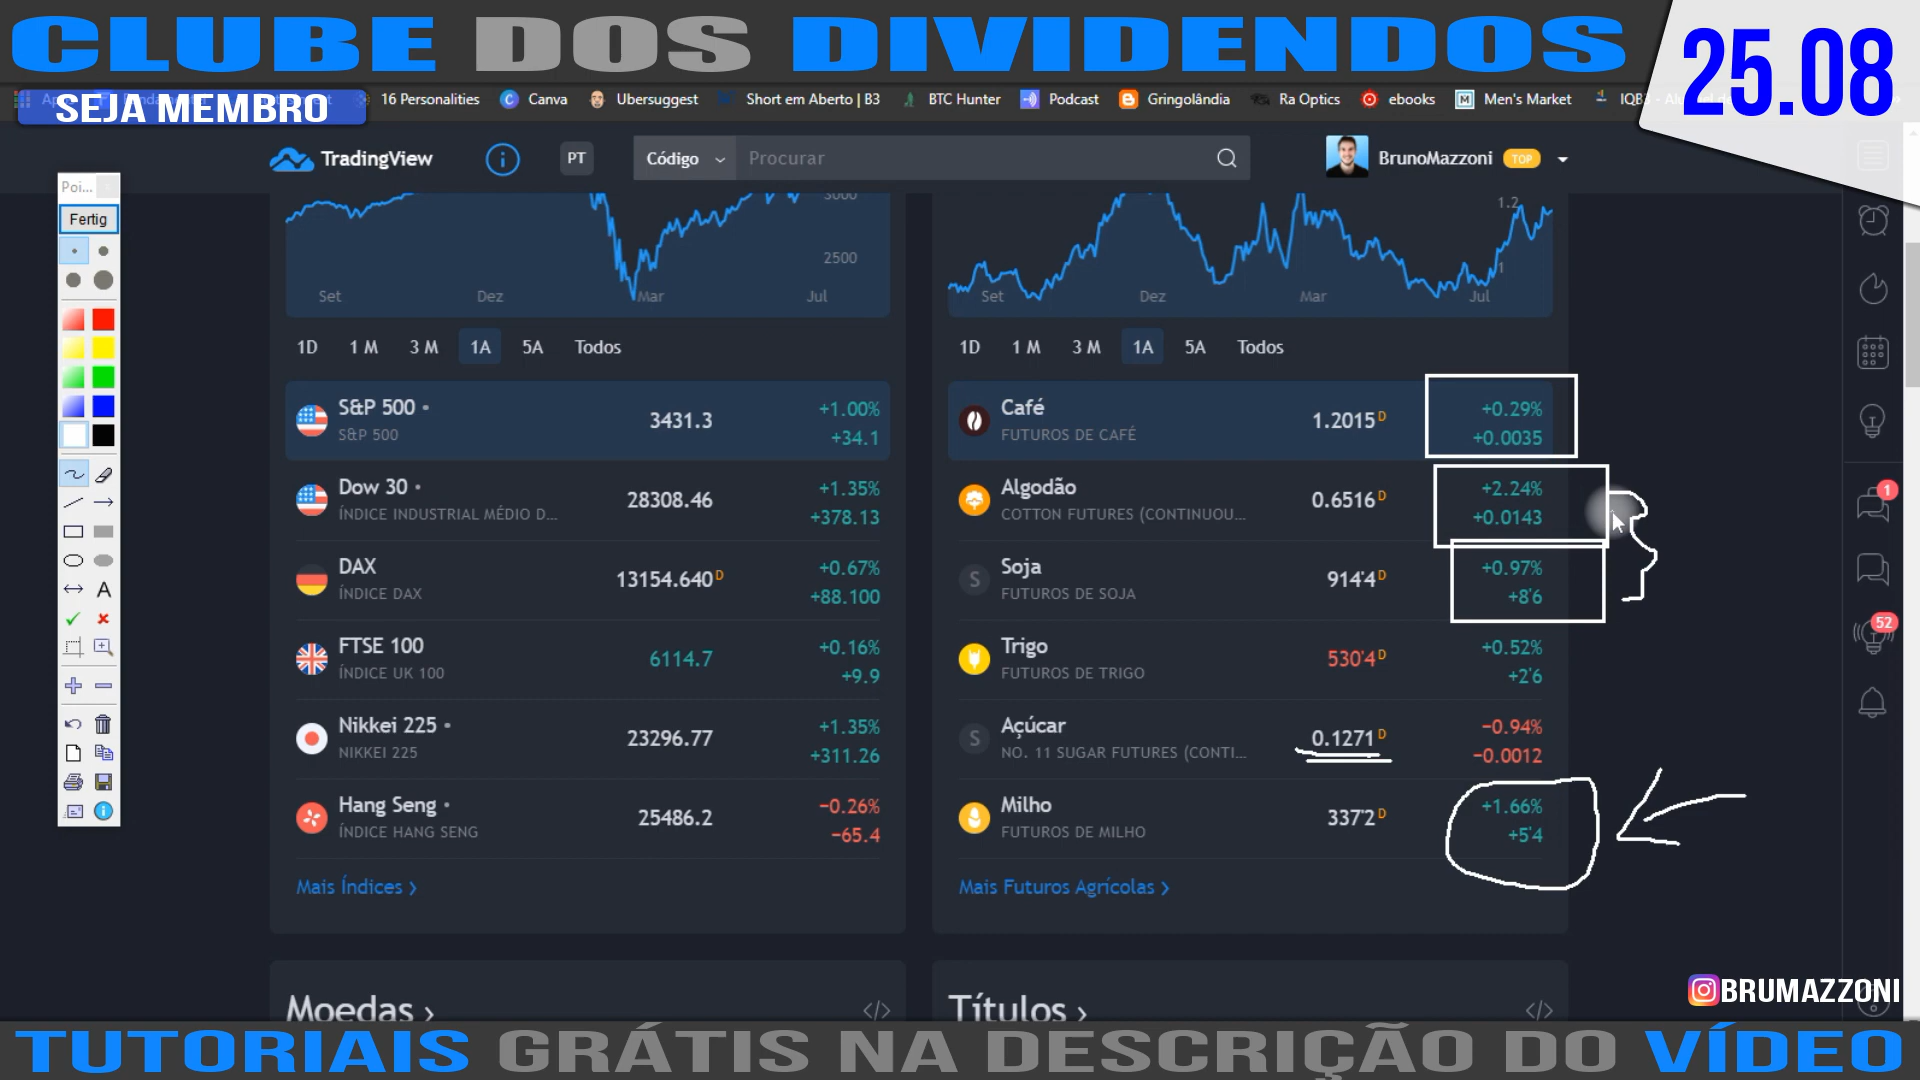 CLUBE DOS DIVIDENDOS
25.08
SEJA MEMBRO
16 Personalities
Canva
Ubersuggest
Short em Aberto | B3
BTC Hunter
Podcast
Gringolândia
Ra Optics
ebooks
Men's Market
TradingView
PT
Código
Procurar
BrunoMazzoni
TOP
Poi...
Fertig
A
3000
2500
Set Dez Mar Jul
1D 1 M 3 M 1A 5A Todos
S&P 500 • 3431.3 +1.00%
S&P 500 +34.1
Dow 30 • 28308.46 +1.35%
ÍNDICE INDUSTRIAL MÉDIO D... +378.13
DAX 13154.640 D +0.67%
ÍNDICE DAX +88.100
FTSE 100 6114.7 +0.16%
ÍNDICE UK 100 +9.9
Nikkei 225 • 23296.77 +1.35%
NIKKEI 225 +311.26
Hang Seng • 25486.2 −0.26%
ÍNDICE HANG SENG −65.4
Mais Índices ›
1.2
1
Set Dez Mar Jul
1D 1 M 3 M 1A 5A Todos
Café 1.2015 D +0.29%
FUTUROS DE CAFÉ +0.0035
Algodão 0.6516 D +2.24%
COTTON FUTURES (CONTINUOU... +0.0143
S Soja 914'4 D +0.97%
FUTUROS DE SOJA +8'6
Trigo 530'4 D +0.52%
FUTUROS DE TRIGO +2'6
S Açúcar 0.1271 D −0.94%
NO. 11 SUGAR FUTURES (CONTI... −0.0012
Milho 337'2 D +1.66%
FUTUROS DE MILHO +5'4
Mais Futuros Agrícolas ›
1
52
Moedas ›
Títulos ›
BRUMAZZONI
TUTORIAIS GRÁTIS NA DESCRIÇÃO DO VÍDEO